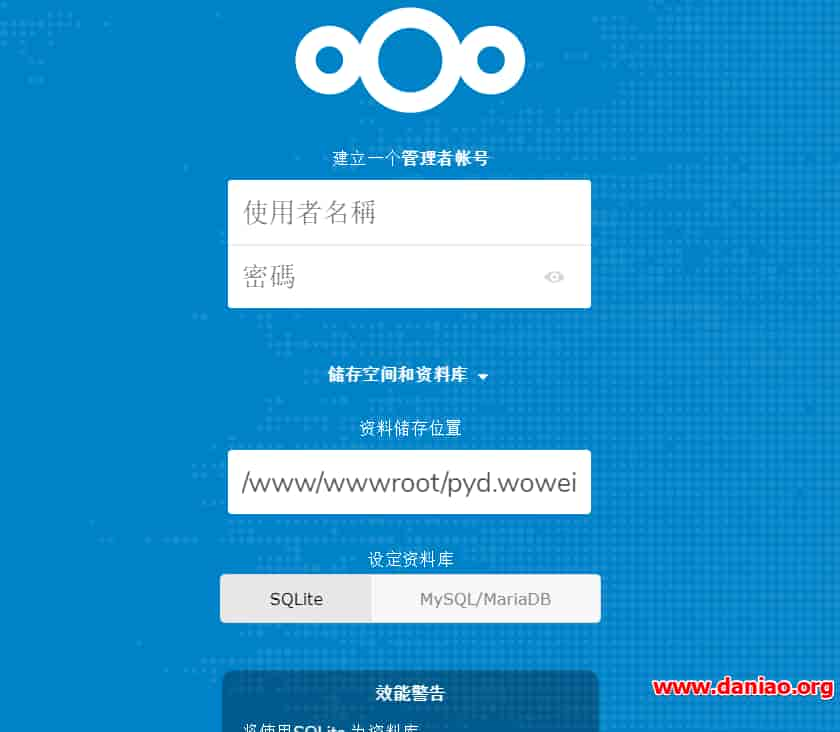 建立一个管理者帐号
使用者名稱
密碼
储存空间和资料库
资料储存位置
/www/wwwroot/pyd.wowei
设定资料库
SQLite MySQL/MariaDB
效能警告
www.daniao.org
将使用SQLite 为资料库